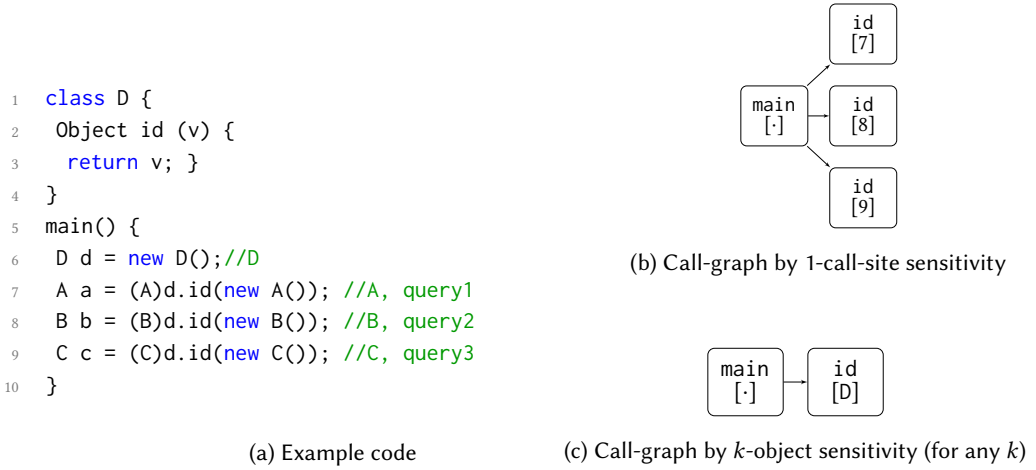 1 class D {
2 Object id (v) {
3 return v; }
4 }
5 main() {
6 D d = new D();//D
7 A a = (A)d.id(new A()); //A, query1
8 B b = (B)d.id(new B()); //B, query2
9 C c = (C)d.id(new C()); //C, query3
10 }
(a) Example code
main
[·]
id
[7]
id
[8]
id
[9]
(b) Call-graph by 1-call-site sensitivity
main
[·]
id
[D]
(c) Call-graph by k-object sensitivity (for any k)